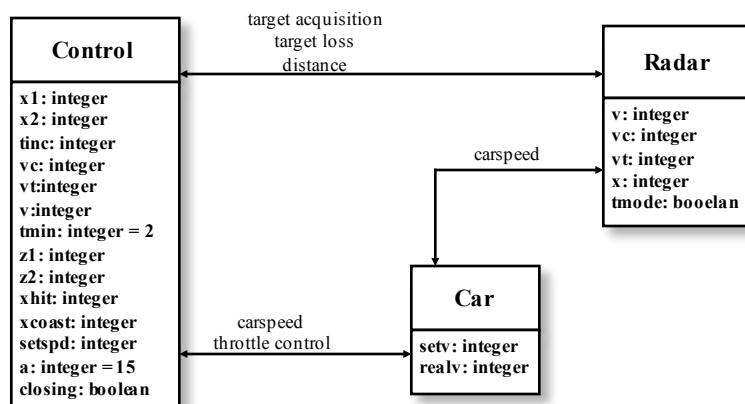 Control
x1: integer
x2: integer
tinc: integer
vc: integer
vt:integer
v:integer
tmin: integer = 2
z1: integer
z2: integer
xhit: integer
xcoast: integer
setspd: integer
a: integer = 15
closing: boolean
target acquisition
target loss
distance
Radar
v: integer
vc: integer
vt: integer
x: integer
tmode: booelan
carspeed
Car
setv: integer
realv: integer
carspeed
throttle control